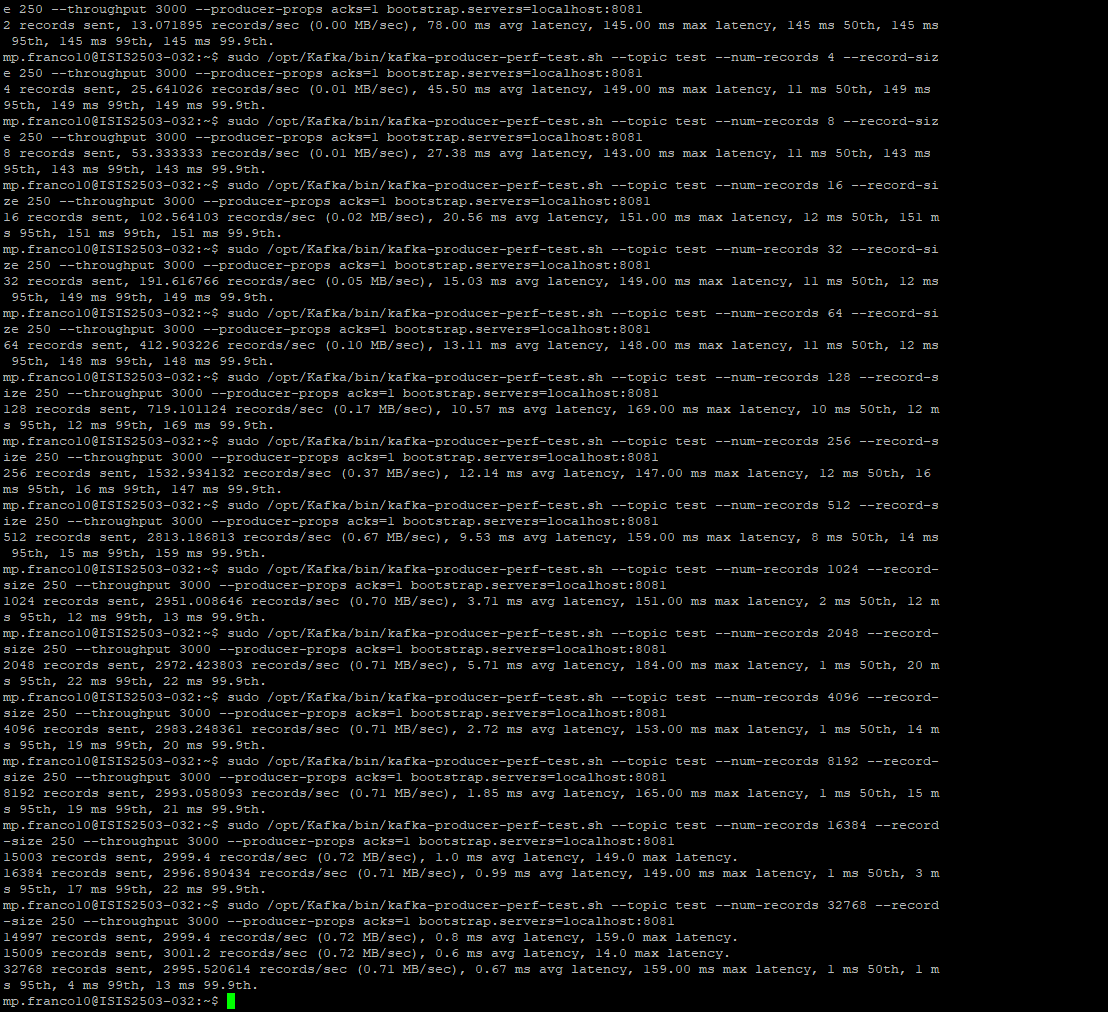 e 250 --throughput 3000 --producer-props acks=1 bootstrap.servers=localhost:8081
2 records sent, 13.071895 records/sec (0.00 MB/sec), 78.00 ms avg latency, 145.00 ms max latency, 145 ms 50th, 145 ms
 95th, 145 ms 99th, 145 ms 99.9th.
mp.franco10@ISIS2503-032:~$ sudo /opt/Kafka/bin/kafka-producer-perf-test.sh --topic test --num-records 4 --record-siz
e 250 --throughput 3000 --producer-props acks=1 bootstrap.servers=localhost:8081
4 records sent, 25.641026 records/sec (0.01 MB/sec), 45.50 ms avg latency, 149.00 ms max latency, 11 ms 50th, 149 ms
95th, 149 ms 99th, 149 ms 99.9th.
mp.franco10@ISIS2503-032:~$ sudo /opt/Kafka/bin/kafka-producer-perf-test.sh --topic test --num-records 8 --record-siz
e 250 --throughput 3000 --producer-props acks=1 bootstrap.servers=localhost:8081
8 records sent, 53.333333 records/sec (0.01 MB/sec), 27.38 ms avg latency, 143.00 ms max latency, 11 ms 50th, 143 ms
95th, 143 ms 99th, 143 ms 99.9th.
mp.franco10@ISIS2503-032:~$ sudo /opt/Kafka/bin/kafka-producer-perf-test.sh --topic test --num-records 16 --record-si
ze 250 --throughput 3000 --producer-props acks=1 bootstrap.servers=localhost:8081
16 records sent, 102.564103 records/sec (0.02 MB/sec), 20.56 ms avg latency, 151.00 ms max latency, 12 ms 50th, 151 m
s 95th, 151 ms 99th, 151 ms 99.9th.
mp.franco10@ISIS2503-032:~$ sudo /opt/Kafka/bin/kafka-producer-perf-test.sh --topic test --num-records 32 --record-si
ze 250 --throughput 3000 --producer-props acks=1 bootstrap.servers=localhost:8081
32 records sent, 191.616766 records/sec (0.05 MB/sec), 15.03 ms avg latency, 149.00 ms max latency, 11 ms 50th, 12 ms
 95th, 149 ms 99th, 149 ms 99.9th.
mp.franco10@ISIS2503-032:~$ sudo /opt/Kafka/bin/kafka-producer-perf-test.sh --topic test --num-records 64 --record-si
ze 250 --throughput 3000 --producer-props acks=1 bootstrap.servers=localhost:8081
64 records sent, 412.903226 records/sec (0.10 MB/sec), 13.11 ms avg latency, 148.00 ms max latency, 11 ms 50th, 12 ms
 95th, 148 ms 99th, 148 ms 99.9th.
mp.franco10@ISIS2503-032:~$ sudo /opt/Kafka/bin/kafka-producer-perf-test.sh --topic test --num-records 128 --record-s
ize 250 --throughput 3000 --producer-props acks=1 bootstrap.servers=localhost:8081
128 records sent, 719.101124 records/sec (0.17 MB/sec), 10.57 ms avg latency, 169.00 ms max latency, 10 ms 50th, 12 m
s 95th, 12 ms 99th, 169 ms 99.9th.
mp.franco10@ISIS2503-032:~$ sudo /opt/Kafka/bin/kafka-producer-perf-test.sh --topic test --num-records 256 --record-s
ize 250 --throughput 3000 --producer-props acks=1 bootstrap.servers=localhost:8081
256 records sent, 1532.934132 records/sec (0.37 MB/sec), 12.14 ms avg latency, 147.00 ms max latency, 12 ms 50th, 16
ms 95th, 16 ms 99th, 147 ms 99.9th.
mp.franco10@ISIS2503-032:~$ sudo /opt/Kafka/bin/kafka-producer-perf-test.sh --topic test --num-records 512 --record-s
ize 250 --throughput 3000 --producer-props acks=1 bootstrap.servers=localhost:8081
512 records sent, 2813.186813 records/sec (0.67 MB/sec), 9.53 ms avg latency, 159.00 ms max latency, 8 ms 50th, 14 ms
 95th, 15 ms 99th, 159 ms 99.9th.
mp.franco10@ISIS2503-032:~$ sudo /opt/Kafka/bin/kafka-producer-perf-test.sh --topic test --num-records 1024 --record-
size 250 --throughput 3000 --producer-props acks=1 bootstrap.servers=localhost:8081
1024 records sent, 2951.008646 records/sec (0.70 MB/sec), 3.71 ms avg latency, 151.00 ms max latency, 2 ms 50th, 12 m
s 95th, 12 ms 99th, 13 ms 99.9th.
mp.franco10@ISIS2503-032:~$ sudo /opt/Kafka/bin/kafka-producer-perf-test.sh --topic test --num-records 2048 --record-
size 250 --throughput 3000 --producer-props acks=1 bootstrap.servers=localhost:8081
2048 records sent, 2972.423803 records/sec (0.71 MB/sec), 5.71 ms avg latency, 184.00 ms max latency, 1 ms 50th, 20 m
s 95th, 22 ms 99th, 22 ms 99.9th.
mp.franco10@ISIS2503-032:~$ sudo /opt/Kafka/bin/kafka-producer-perf-test.sh --topic test --num-records 4096 --record-
size 250 --throughput 3000 --producer-props acks=1 bootstrap.servers=localhost:8081
4096 records sent, 2983.248361 records/sec (0.71 MB/sec), 2.72 ms avg latency, 153.00 ms max latency, 1 ms 50th, 14 m
s 95th, 19 ms 99th, 20 ms 99.9th.
mp.franco10@ISIS2503-032:~$ sudo /opt/Kafka/bin/kafka-producer-perf-test.sh --topic test --num-records 8192 --record-
size 250 --throughput 3000 --producer-props acks=1 bootstrap.servers=localhost:8081
8192 records sent, 2993.058093 records/sec (0.71 MB/sec), 1.85 ms avg latency, 165.00 ms max latency, 1 ms 50th, 15 m
s 95th, 19 ms 99th, 21 ms 99.9th.
mp.franco10@ISIS2503-032:~$ sudo /opt/Kafka/bin/kafka-producer-perf-test.sh --topic test --num-records 16384 --record
-size 250 --throughput 3000 --producer-props acks=1 bootstrap.servers=localhost:8081
15003 records sent, 2999.4 records/sec (0.72 MB/sec), 1.0 ms avg latency, 149.0 max latency.
16384 records sent, 2996.890434 records/sec (0.71 MB/sec), 0.99 ms avg latency, 149.00 ms max latency, 1 ms 50th, 3 m
s 95th, 17 ms 99th, 22 ms 99.9th.
mp.franco10@ISIS2503-032:~$ sudo /opt/Kafka/bin/kafka-producer-perf-test.sh --topic test --num-records 32768 --record
-size 250 --throughput 3000 --producer-props acks=1 bootstrap.servers=localhost:8081
14997 records sent, 2999.4 records/sec (0.72 MB/sec), 0.8 ms avg latency, 159.0 max latency.
15009 records sent, 3001.2 records/sec (0.72 MB/sec), 0.6 ms avg latency, 14.0 max latency.
32768 records sent, 2995.520614 records/sec (0.71 MB/sec), 0.67 ms avg latency, 159.00 ms max latency, 1 ms 50th, 1 m
s 95th, 4 ms 99th, 13 ms 99.9th.
mp.franco10@ISIS2503-032:~$